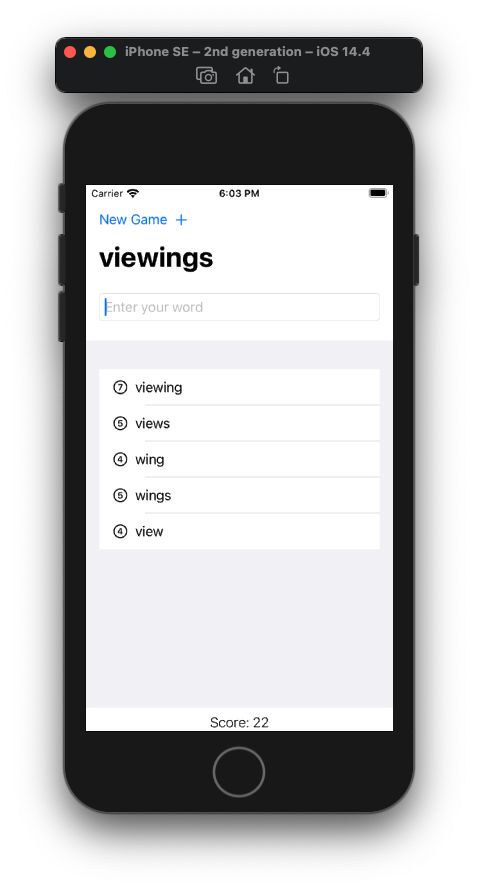 iPhone SE – 2nd generation – iOS 14.4
Carrier 6:03 PM
New Game +
viewings
Enter your word
7 viewing
5 views
4 wing
5 wings
4 view
Score: 22